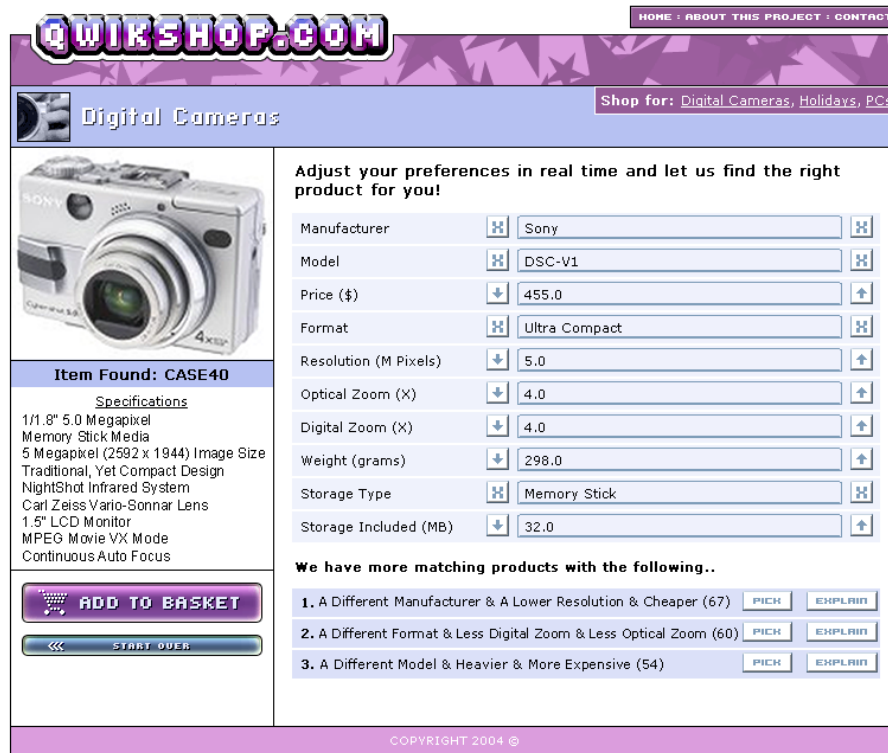 QWIKSHOP.COM
HOME : ABOUT THIS PROJECT : CONTACT
Digital Cameras
Shop for: Digital Cameras, Holidays, PCs
SONY
Cyber-shot 5.0
4x
Item Found: CASE40
Specifications
1/1.8" 5.0 Megapixel
Memory Stick Media
5 Megapixel (2592 x 1944) Image Size
Traditional, Yet Compact Design
NightShot Infrared System
Carl Zeiss Vario-Sonnar Lens
1.5" LCD Monitor
MPEG Movie VX Mode
Continuous Auto Focus
ADD TO BASKET
START OVER
Adjust your preferences in real time and let us find the right
product for you!
Manufacturer Sony
Model DSC-V1
Price ($) 455.0
Format Ultra Compact
Resolution (M Pixels) 5.0
Optical Zoom (X) 4.0
Digital Zoom (X) 4.0
Weight (grams) 298.0
Storage Type Memory Stick
Storage Included (MB) 32.0
We have more matching products with the following..
1. A Different Manufacturer & A Lower Resolution & Cheaper (67) PICK EXPLAIN
2. A Different Format & Less Digital Zoom & Less Optical Zoom (60) PICK EXPLAIN
3. A Different Model & Heavier & More Expensive (54) PICK EXPLAIN
COPYRIGHT 2004 ©